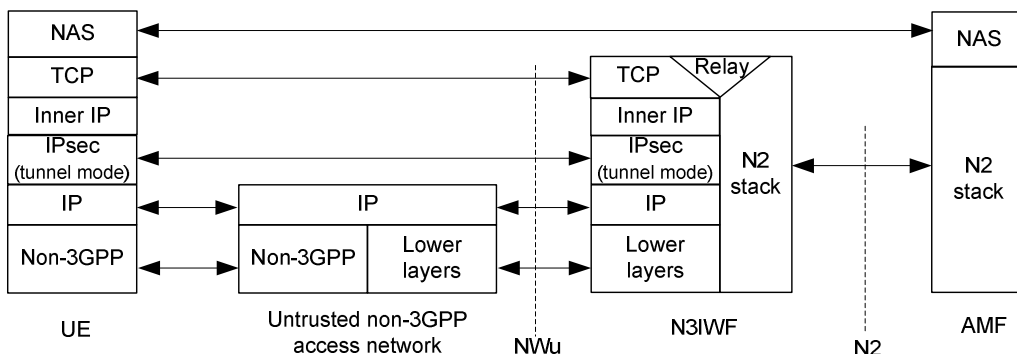 NAS
NAS
TCP
TCP
Relay
Inner IP
Inner IP
IPsec
(tunnel mode)
IPsec
(tunnel mode)
N2
stack
N2
stack
IP
IP
IP
Non-3GPP
Non-3GPP
Lower
layers
Lower
layers
UE
Untrusted non-3GPP
access network
NWu
N3IWF
N2
AMF